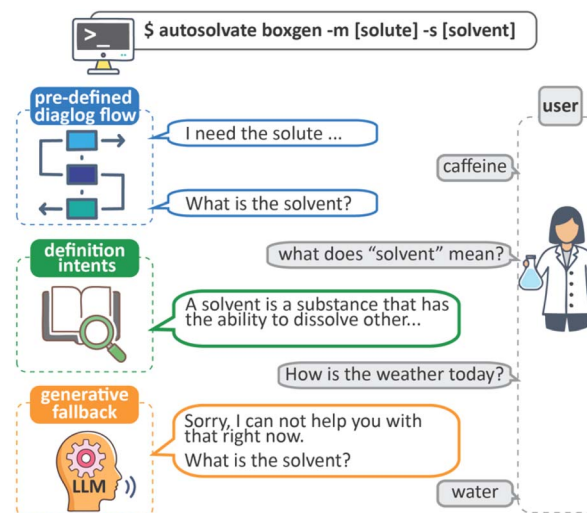 >_
$ autosolvate boxgen -m [solute] -s [solvent]
pre-defined
diaglog flow
user
I need the solute ...
caffeine
What is the solvent?
definition
intents
what does “solvent” mean?
A solvent is a substance that has
the ability to dissolve other...
How is the weather today?
generative
fallback
Sorry, I can not help you with
that right now.
What is the solvent?
LLM
water